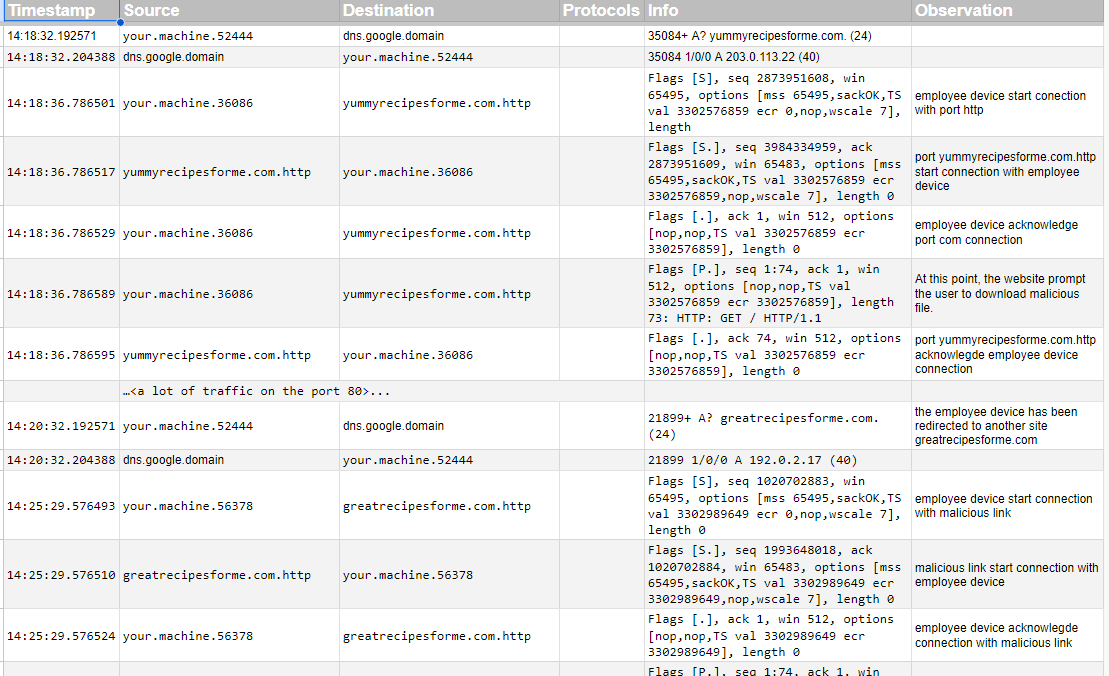 Timestamp Source Destination Protocols Info Observation
14:18:32.192571 your.machine.52444 dns.google.domain 35084+ A? yummyrecipesforme.com. (24)
14:18:32.204388 dns.google.domain your.machine.52444 35084 1/0/0 A 203.0.113.22 (40)
14:18:36.786501 your.machine.36086 yummyrecipesforme.com.http
Flags [S], seq 2873951608, win
65495, options [mss 65495,sackOK,TS
val 3302576859 ecr 0,nop,wscale 7],
length
employee device start conection
with port http
14:18:36.786517 yummyrecipesforme.com.http your.machine.36086
Flags [S.], seq 3984334959, ack
2873951609, win 65483, options [mss
65495,sackOK,TS val 3302576859 ecr
3302576859,nop,wscale 7], length 0
port yummyrecipesforme.com.http
start connection with employee
device
14:18:36.786529 your.machine.36086 yummyrecipesforme.com.http
Flags [.], ack 1, win 512, options
[nop,nop,TS val 3302576859 ecr
3302576859], length 0
employee device acknowledge
port com connection
14:18:36.786589 your.machine.36086 yummyrecipesforme.com.http
Flags [P.], seq 1:74, ack 1, win
512, options [nop,nop,TS val
3302576859 ecr 3302576859], length
73: HTTP: GET / HTTP/1.1
At this point, the website prompt
the user to download malicious
file.
14:18:36.786595 yummyrecipesforme.com.http your.machine.36086
Flags [.], ack 74, win 512, options
[nop,nop,TS val 3302576859 ecr
3302576859], length 0
port yummyrecipesforme.com.http
acknowlegde employee device
connection
…<a lot of traffic on the port 80>...
14:20:32.192571 your.machine.52444 dns.google.domain
21899+ A? greatrecipesforme.com.
(24)
the employee device has been
redirected to another site
greatrecipesforme.com
14:20:32.204388 dns.google.domain your.machine.52444 21899 1/0/0 A 192.0.2.17 (40)
14:25:29.576493 your.machine.56378 greatrecipesforme.com.http
Flags [S], seq 1020702883, win
65495, options [mss 65495,sackOK,TS
val 3302989649 ecr 0,nop,wscale 7],
length 0
employee device start connection
with malicious link
14:25:29.576510 greatrecipesforme.com.http your.machine.56378
Flags [S.], seq 1993648018, ack
1020702884, win 65483, options [mss
65495,sackOK,TS val 3302989649 ecr
3302989649,nop,wscale 7], length 0
malicious link start connection with
employee device
14:25:29.576524 your.machine.56378 greatrecipesforme.com.http
Flags [.], ack 1, win 512, options
[nop,nop,TS val 3302989649 ecr
3302989649], length 0
employee device acknowlegde
connection with malicious link
Flags [P.], seq 1:74, ack 1, win